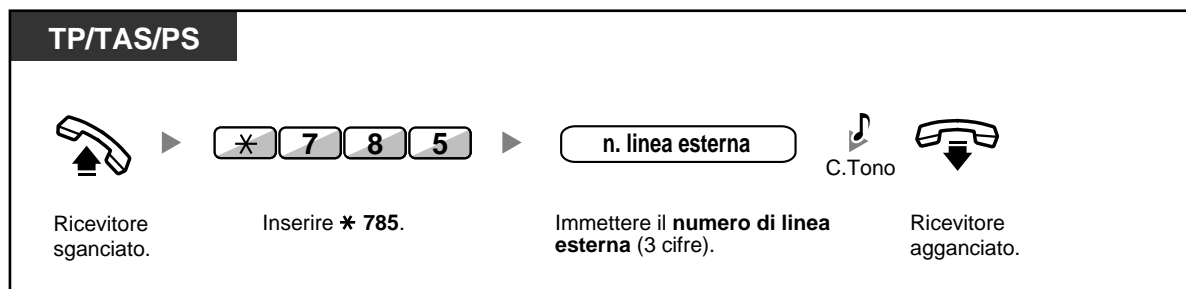 TP/TAS/PS
* 7 8 5
n. linea esterna
C.Tono
Ricevitore
sganciato.
Inserire * 785.
Immettere il numero di linea
esterna (3 cifre).
Ricevitore
agganciato.